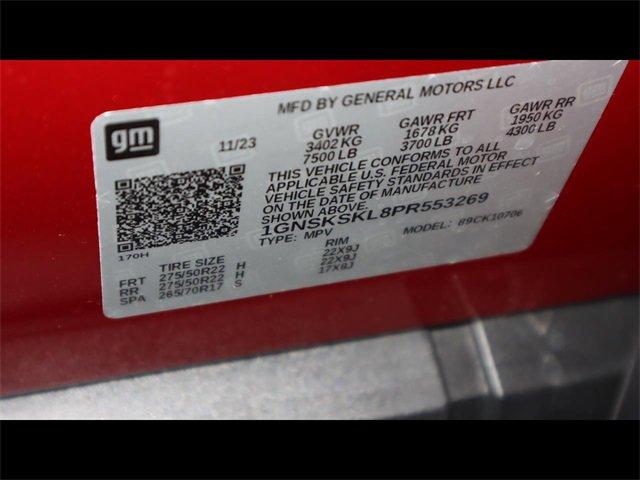 MFD BY GENERAL MOTORS LLC
gm
11/23
GVWR GAWR FRT GAWR RR
3402 KG 1678 KG 1950 KG
7500 LB 3700 LB 4300 LB
THIS VEHICLE CONFORMS TO ALL
APPLICABLE U.S. FEDERAL MOTOR
VEHICLE SAFETY STANDARDS IN EFFECT
ON THE DATE OF MANUFACTURE
SHOWN ABOVE.
1GNSKSKL8PR553269
TYPE: MPV MODEL: 89CK10706
170H
TIRE SIZE RIM
FRT 275/50R22 H 22X9J
RR 275/50R22 H 22X9J
SPA 265/70R17 S 17X8J